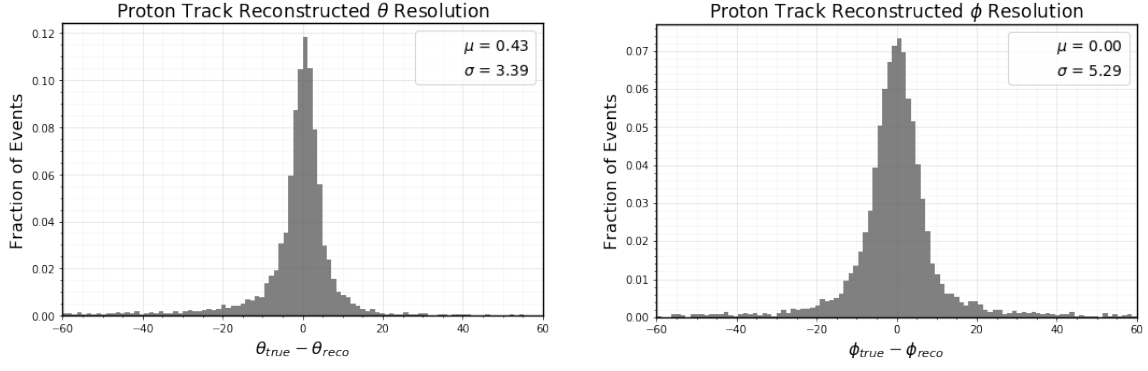 Proton Track Reconstructed θ Resolution
μ = 0.43
σ = 3.39
Fraction of Events
0.12
0.10
0.08
0.06
0.04
0.02
0.00
−60
−40
−20
0
20
40
60
θtrue − θreco
Proton Track Reconstructed ϕ Resolution
μ = 0.00
σ = 5.29
Fraction of Events
0.07
0.06
0.05
0.04
0.03
0.02
0.01
0.00
−60
−40
−20
0
20
40
60
ϕtrue − ϕreco